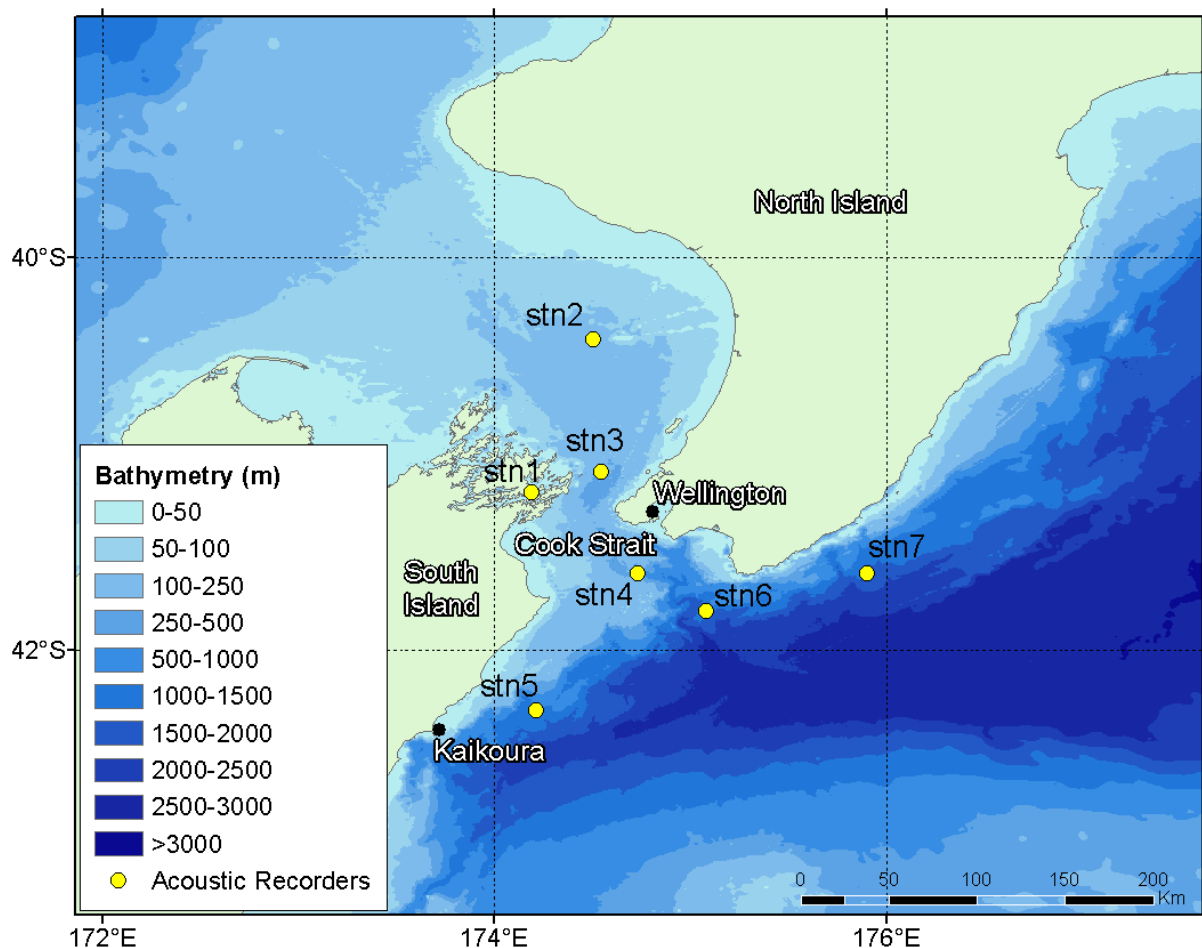 North Island
40°S
stn2
stn3
stn1
Wellington
Cook Strait
stn7
South
Island
stn4
stn6
42°S
stn5
Kaikoura
Bathymetry (m)
0-50
50-100
100-250
250-500
500-1000
1000-1500
1500-2000
2000-2500
2500-3000
>3000
Acoustic Recorders
0 50 100 150 200
Km
172°E 174°E 176°E